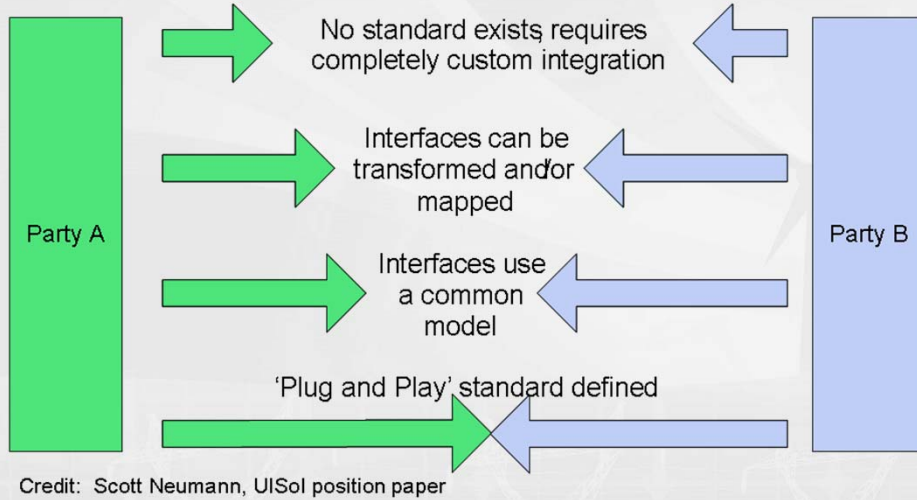 No standard exists, requires
completely custom integration
Interfaces can be
transformed and/or
mapped
Party A
Party B
Interfaces use
a common
model
‘Plug and Play’ standard defined
Credit: Scott Neumann, UISol position paper